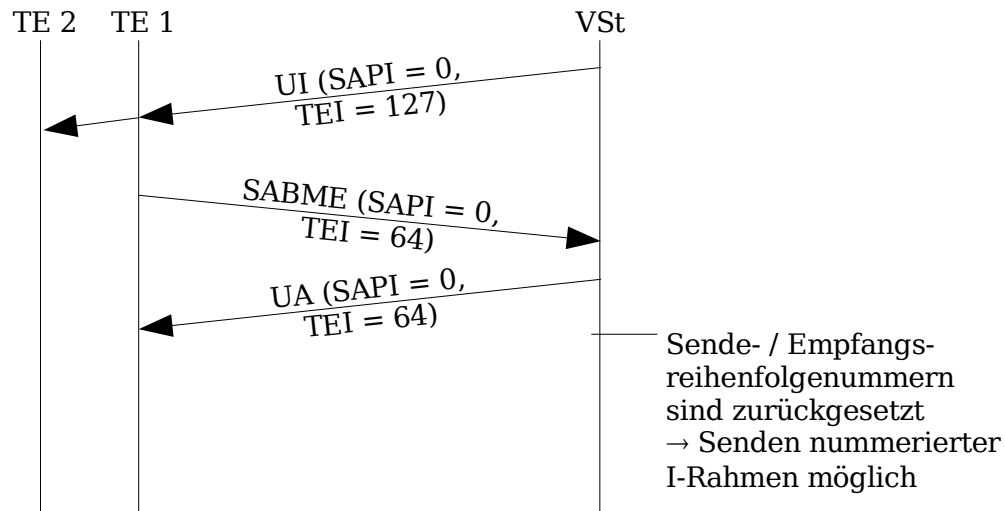 TE 2 TE 1 VSt
UI (SAPI = 0,
TEI = 127)
SABME (SAPI = 0,
TEI = 64)
UA (SAPI = 0,
TEI = 64)
Sende- / Empfangs-
reihenfolgenummern
sind zurückgesetzt
→ Senden nummerierter
I-Rahmen möglich